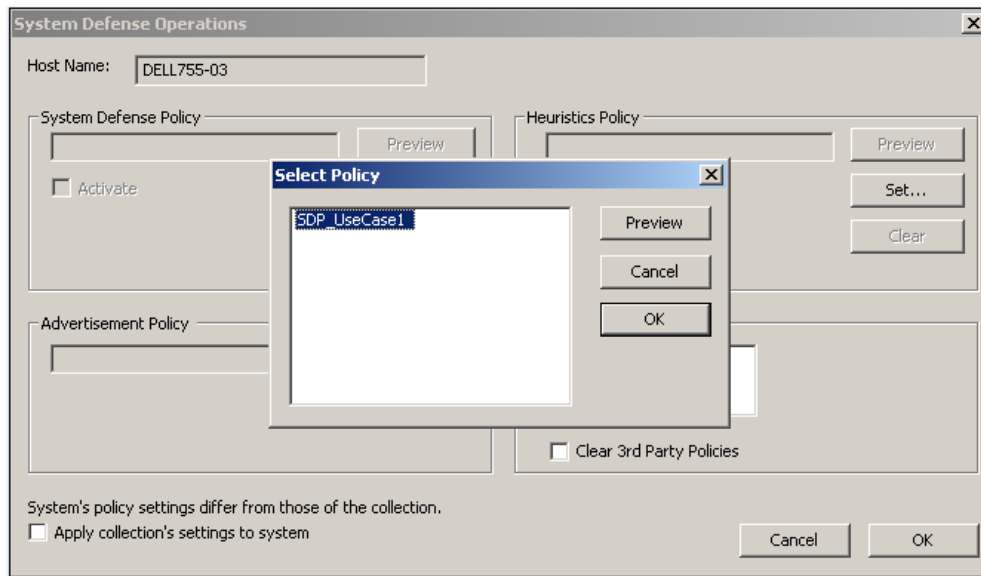 System Defense Operations
Host Name: DELL755-03
System Defense Policy
Preview
Activate
Heuristics Policy
Preview
Set...
Clear
Select Policy
SDP_UseCase1
Preview
Cancel
OK
Advertisement Policy
Clear 3rd Party Policies
System's policy settings differ from those of the collection.
Apply collection's settings to system
Cancel
OK